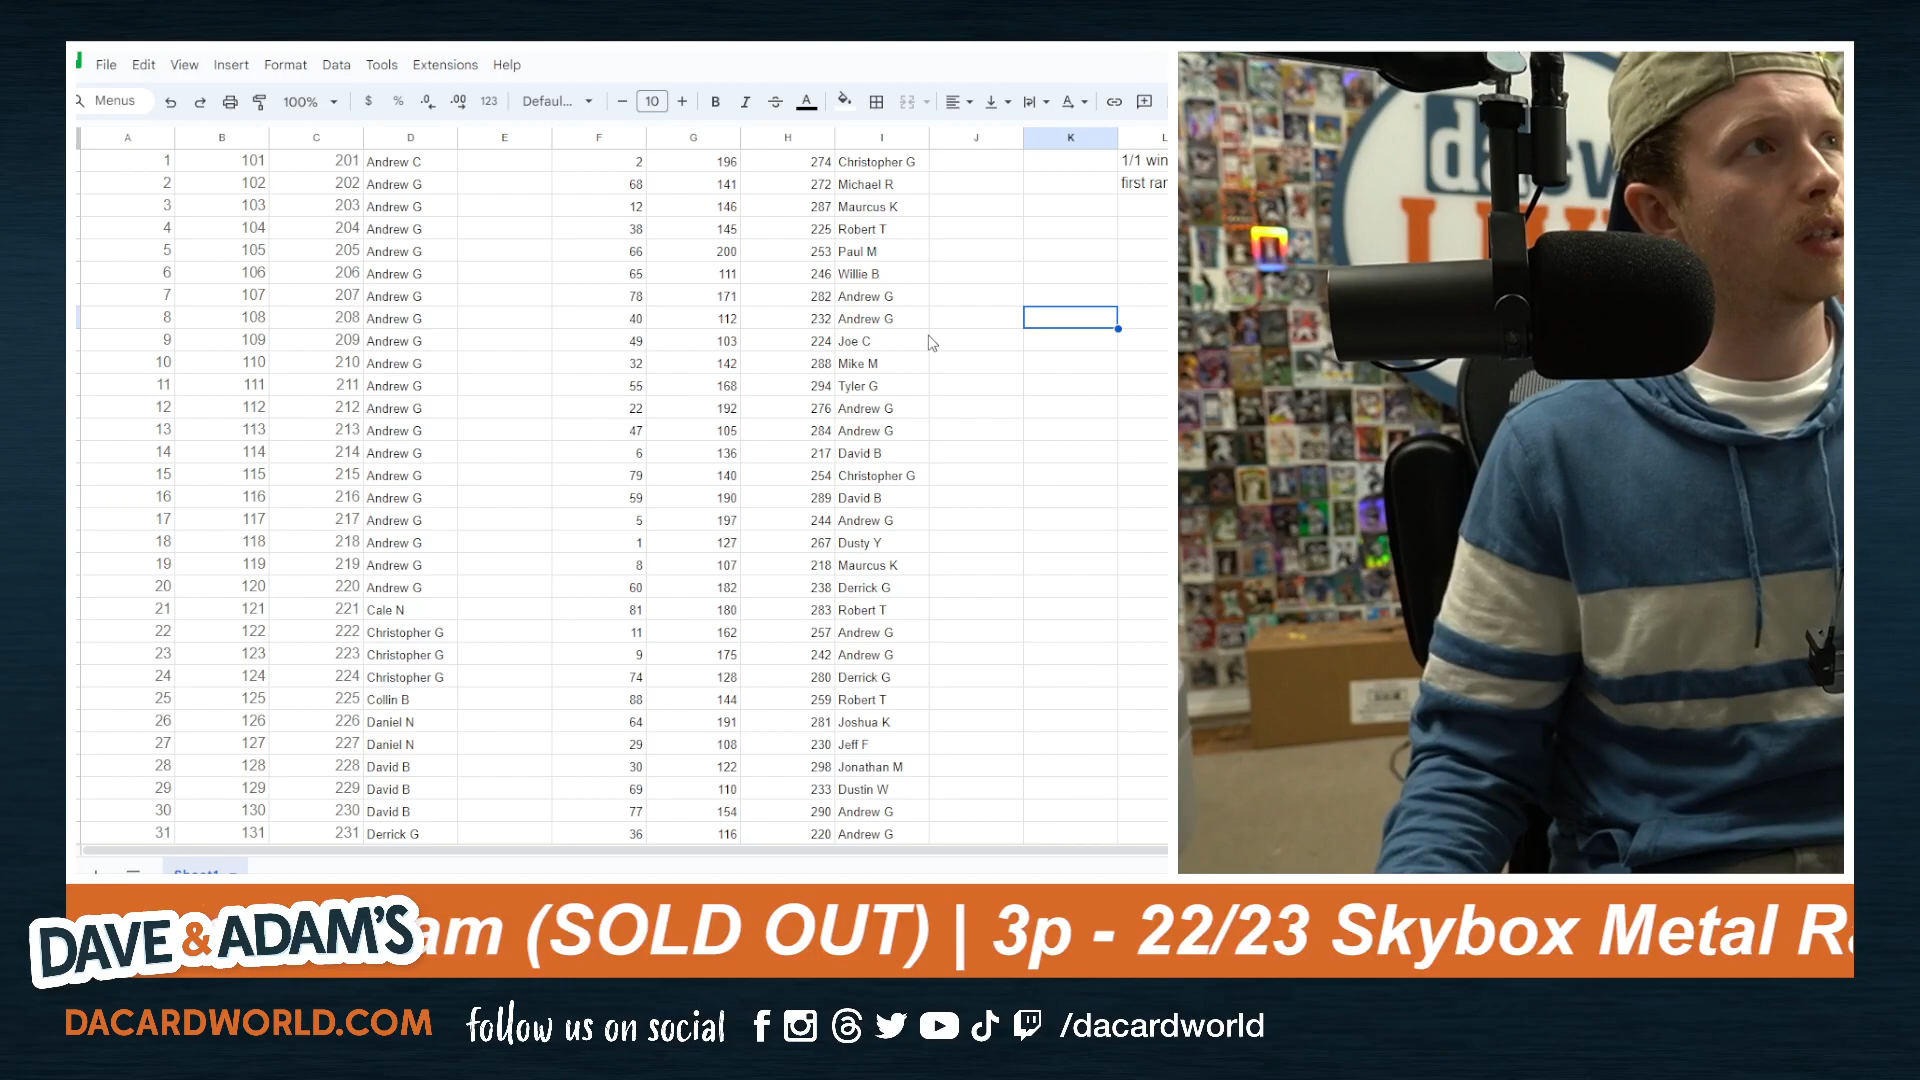 File Edit View Insert Format Data Tools Extensions Help
Menus 100% $ % .0 .00 123 Defaul... − 10 + B I A
A B C D E F G H I J K L
1 101 201 Andrew C 2 196 274 Christopher G 1/1 win
2 102 202 Andrew G 68 141 272 Michael R first ran
3 103 203 Andrew G 12 146 287 Maurcus K
4 104 204 Andrew G 38 145 225 Robert T
5 105 205 Andrew G 66 200 253 Paul M
6 106 206 Andrew G 65 111 246 Willie B
7 107 207 Andrew G 78 171 282 Andrew G
8 108 208 Andrew G 40 112 232 Andrew G
9 109 209 Andrew G 49 103 224 Joe C
10 110 210 Andrew G 32 142 288 Mike M
11 111 211 Andrew G 55 168 294 Tyler G
12 112 212 Andrew G 22 192 276 Andrew G
13 113 213 Andrew G 47 105 284 Andrew G
14 114 214 Andrew G 6 136 217 David B
15 115 215 Andrew G 79 140 254 Christopher G
16 116 216 Andrew G 59 190 289 David B
17 117 217 Andrew G 5 197 244 Andrew G
18 118 218 Andrew G 1 127 267 Dusty Y
19 119 219 Andrew G 8 107 218 Maurcus K
20 120 220 Andrew G 60 182 238 Derrick G
21 121 221 Cale N 81 180 283 Robert T
22 122 222 Christopher G 11 162 257 Andrew G
23 123 223 Christopher G 9 175 242 Andrew G
24 124 224 Christopher G 74 128 280 Derrick G
25 125 225 Collin B 88 144 259 Robert T
26 126 226 Daniel N 64 191 281 Joshua K
27 127 227 Daniel N 29 108 230 Jeff F
28 128 228 David B 30 122 298 Jonathan M
29 129 229 David B 69 110 233 Dustin W
30 130 230 David B 77 154 290 Andrew G
31 131 231 Derrick G 36 116 220 Andrew G
Sheet1
DAVE & ADAM'S
am (SOLD OUT) | 3p - 22/23 Skybox Metal R
DACARDWORLD.COM follow us on social /dacardworld